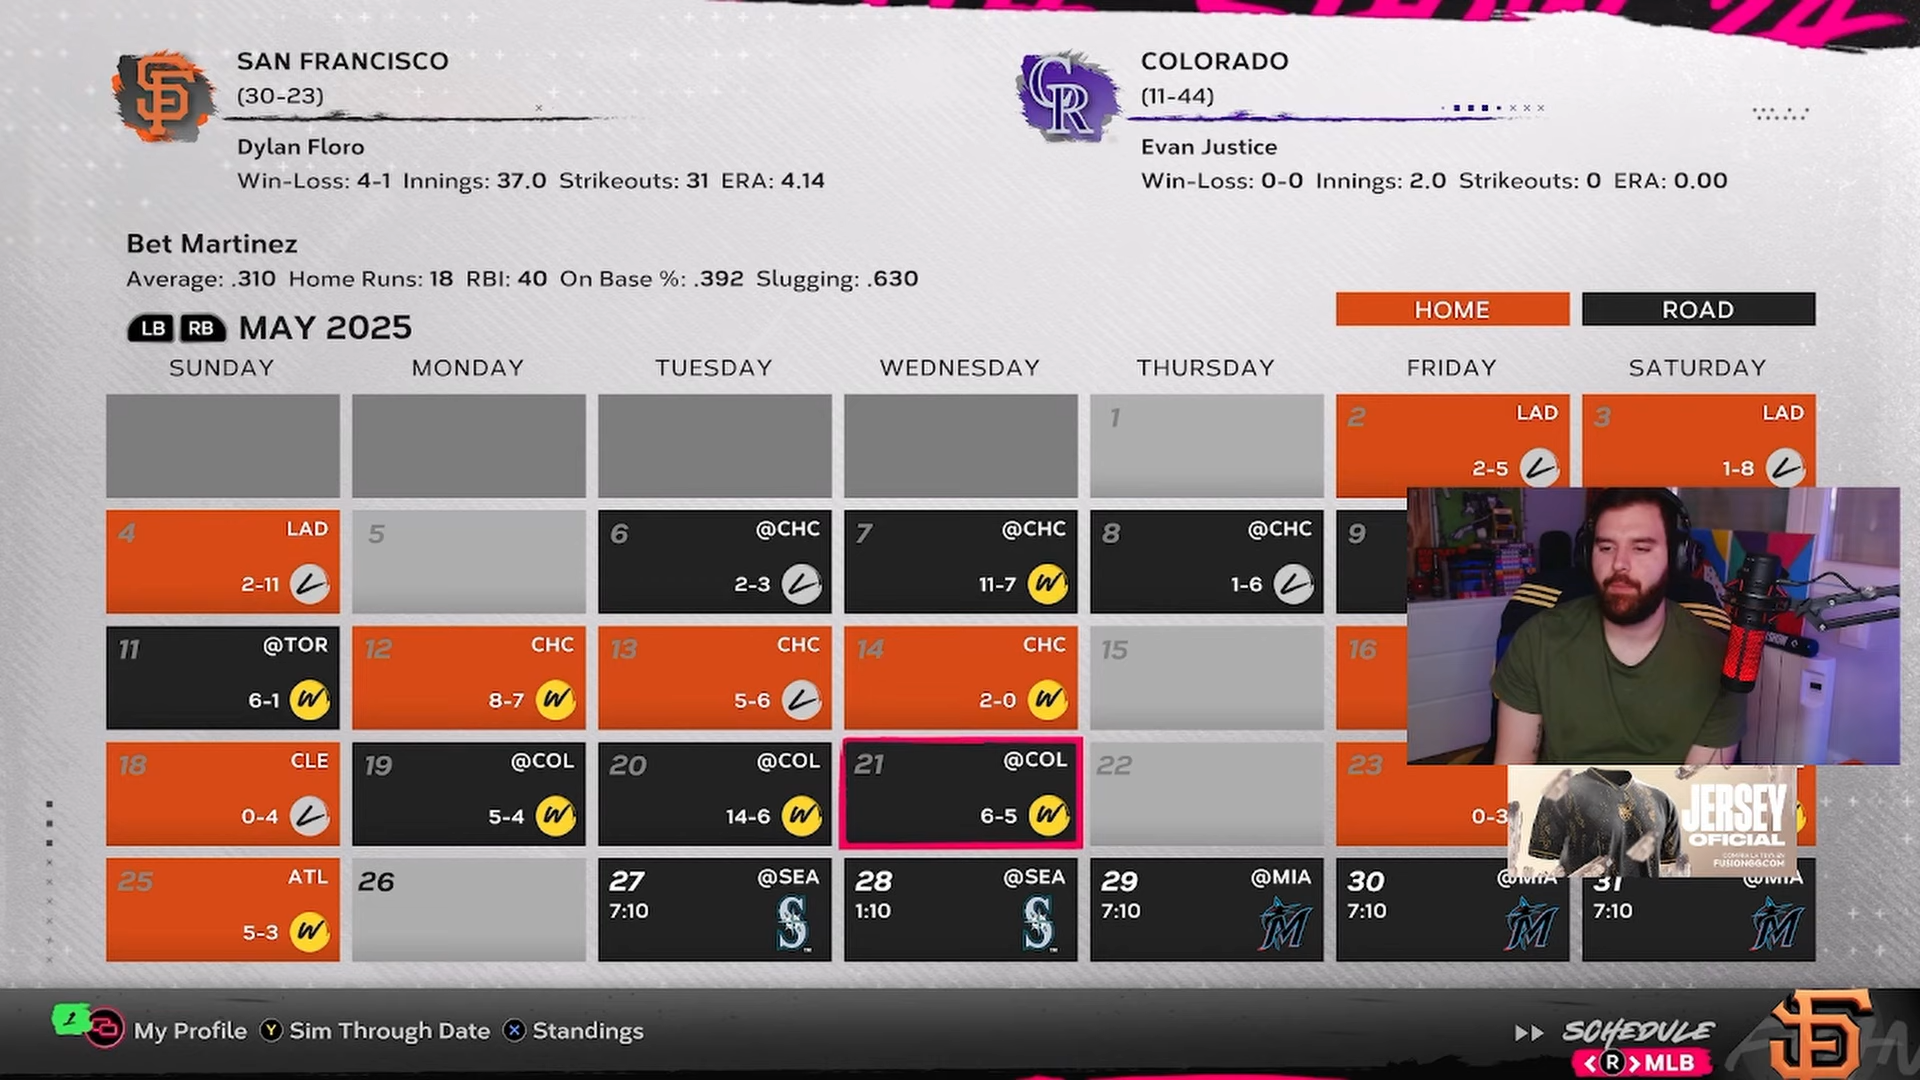 SAN FRANCISCO
(30-23)
Dylan Floro
Win-Loss: 4-1 Innings: 37.0 Strikeouts: 31 ERA: 4.14
COLORADO
(11-44)
Evan Justice
Win-Loss: 0-0 Innings: 2.0 Strikeouts: 0 ERA: 0.00
Bet Martinez
Average: .310 Home Runs: 18 RBI: 40 On Base %: .392 Slugging: .630
LB RB MAY 2025
HOME ROAD
SUNDAY MONDAY TUESDAY WEDNESDAY THURSDAY FRIDAY SATURDAY
1 2 LAD 3 LAD
2-5 L 1-8 L
4 LAD 5 6 @CHC 7 @CHC 8 @CHC 9
2-11 L 2-3 L 11-7 W 1-6 L
11 @TOR 12 CHC 13 CHC 14 CHC 15 16
6-1 W 8-7 W 5-6 L 2-0 W
18 CLE 19 @COL 20 @COL 21 @COL 22 23
0-4 L 5-4 W 14-6 W 6-5 W 0-3
JERSEY
OFICIAL
FUSIONGG.COM
25 ATL 26 27 @SEA 28 @SEA 29 @MIA 30 @MIA 31 @MIA
5-3 W 7:10 1:10 7:10 7:10 7:10
1 My Profile Y Sim Through Date X Standings
SCHEDULE
R MLB